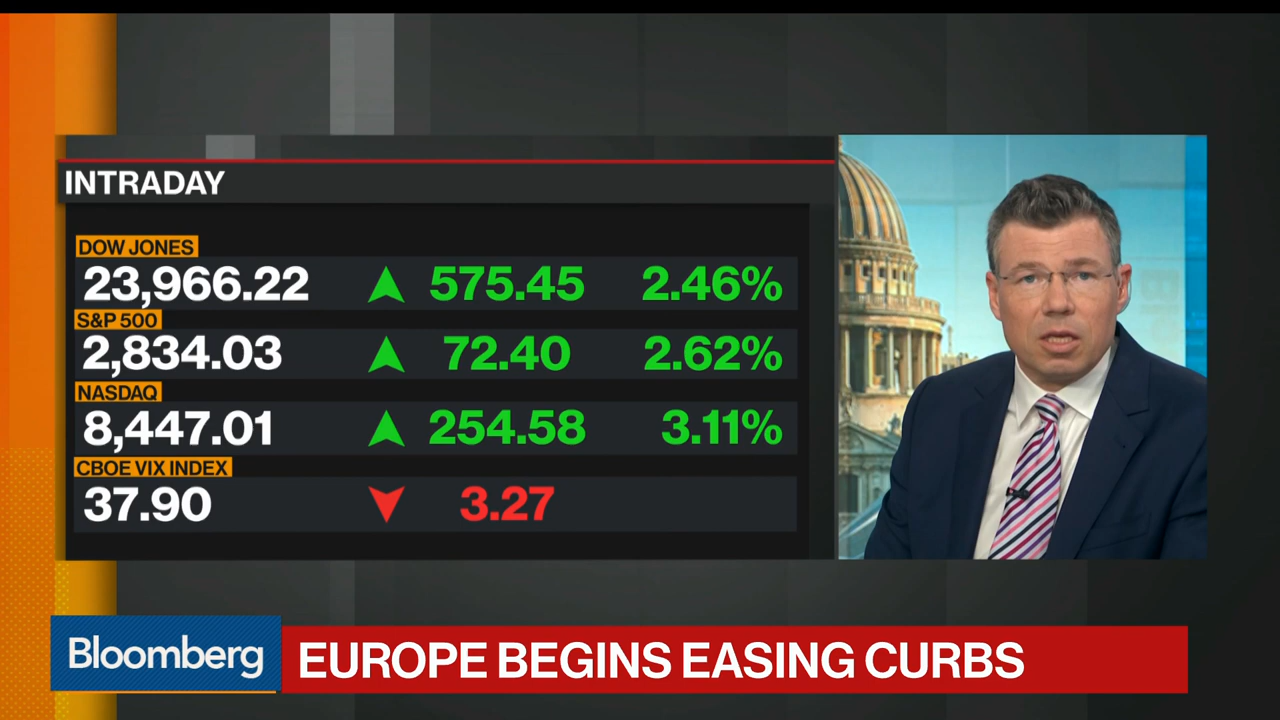 INTRADAY
DOW JONES
23,966.22 575.45 2.46%
S&P 500
2,834.03 72.40 2.62%
NASDAQ
8,447.01 254.58 3.11%
CBOE VIX INDEX
37.90 3.27
Bloomberg EUROPE BEGINS EASING CURBS